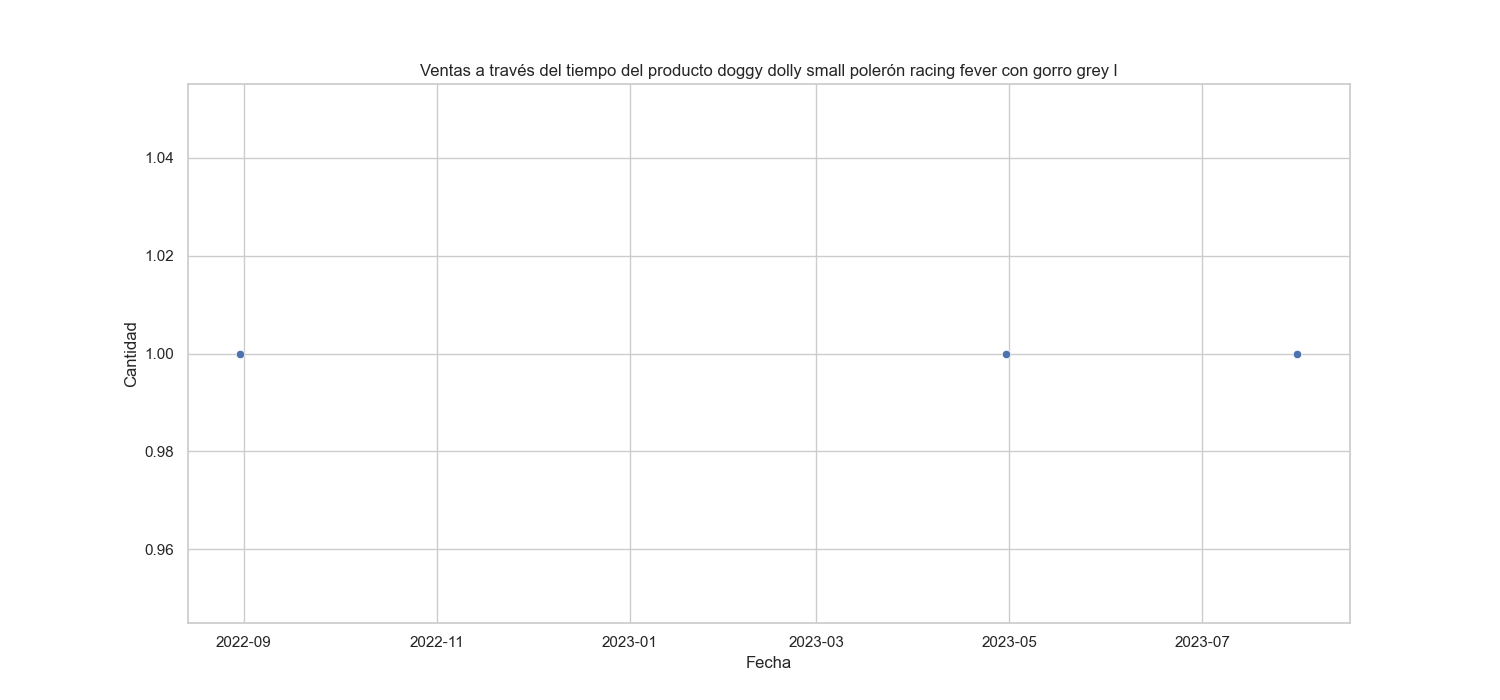 Ventas a través del tiempo del producto doggy dolly small polerón racing fever con gorro grey l
1.04
1.02
1.00
0.98
0.96
Cantidad
2022-09 2022-11 2023-01 2023-03 2023-05 2023-07
Fecha